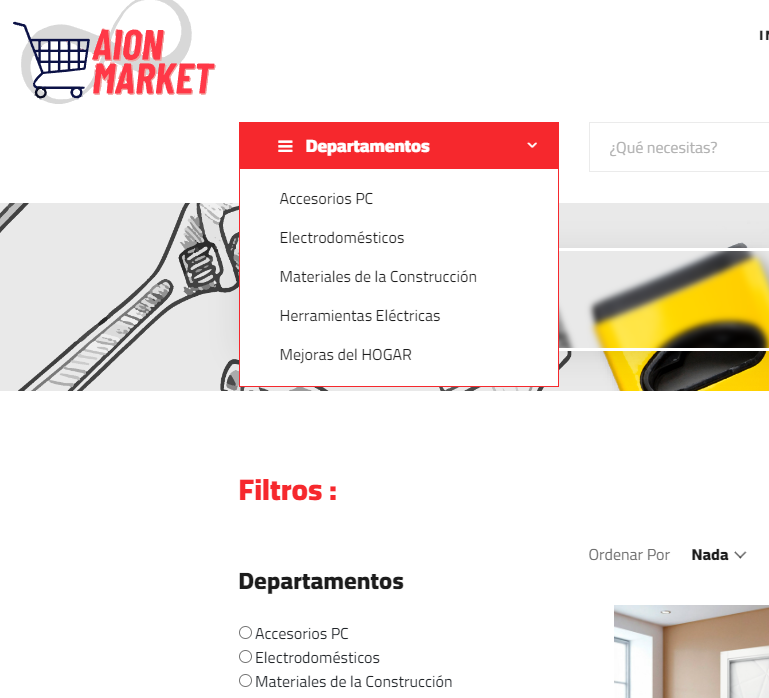 AION
MARKET
Departamentos
¿Qué necesitas?
Accesorios PC
Electrodomésticos
Materiales de la Construcción
Herramientas Eléctricas
Mejoras del HOGAR
Filtros :
Ordenar Por Nada
Departamentos
Accesorios PC
Electrodomésticos
Materiales de la Construcción